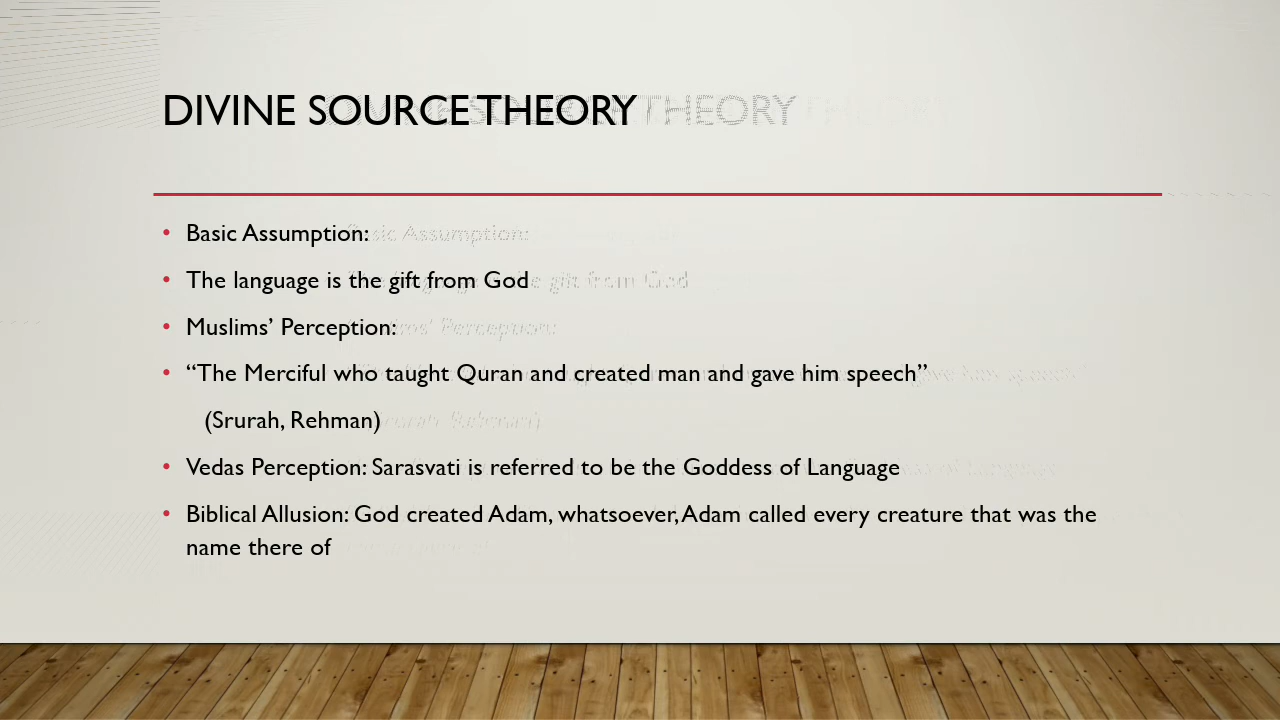 DIVINE SOURCE THEORY
• Basic Assumption:
• The language is the gift from God
• Muslims’ Perception:
• “The Merciful who taught Quran and created man and gave him speech”
(Srurah, Rehman)
• Vedas Perception: Sarasvati is referred to be the Goddess of Language
• Biblical Allusion: God created Adam, whatsoever, Adam called every creature that was the
name there of